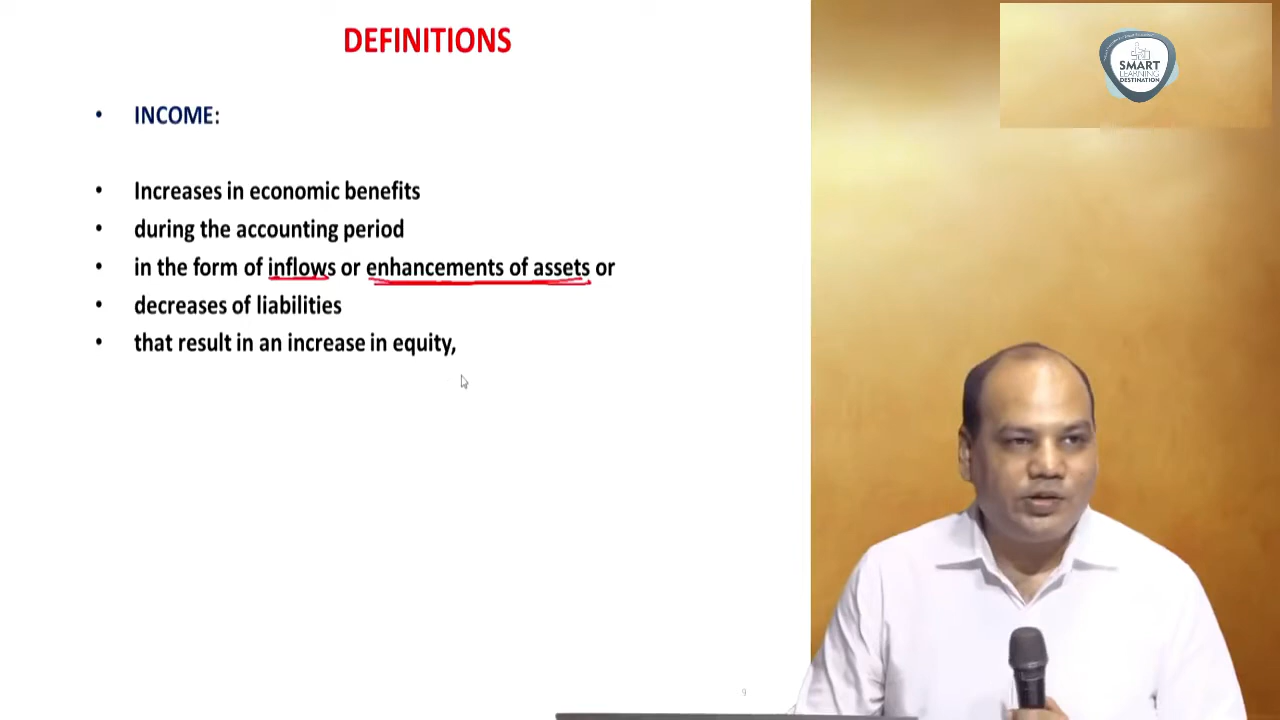 DEFINITIONS
• INCOME:
• Increases in economic benefits
• during the accounting period
• in the form of inflows or enhancements of assets or
• decreases of liabilities
• that result in an increase in equity,
9
SMART
LEARNING
DESTINATION